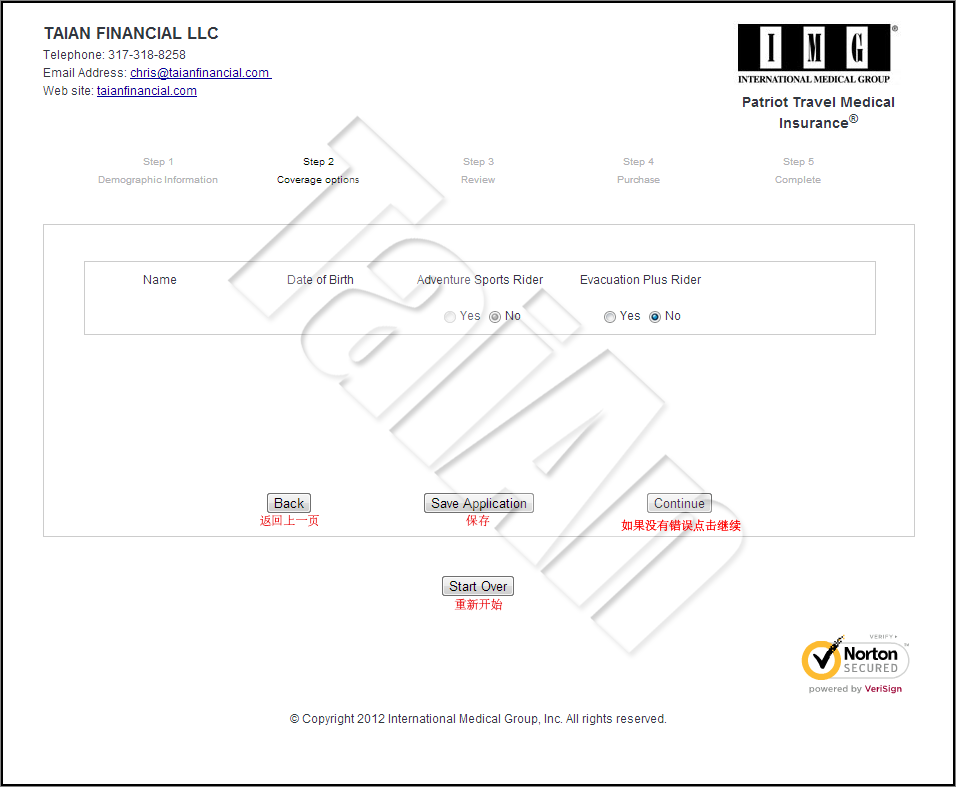 TAIAN FINANCIAL LLC
Telephone: 317-318-8258
Email Address: chris@taianfinancial.com
Web site: taianfinancial.com
IMG®
INTERNATIONAL MEDICAL GROUP
Patriot Travel Medical
Insurance®
Step 1 Step 2 Step 3 Step 4 Step 5
Demographic Information Coverage options Review Purchase Complete
Name Date of Birth Adventure Sports Rider Evacuation Plus Rider
Yes No Yes No
TaiAn
Back Save Application Continue
返回上一页 保存 如果没有错误点击继续
Start Over
重新开始
VERIFY
Norton™
SECURED
powered by VeriSign
© Copyright 2012 International Medical Group, Inc. All rights reserved.